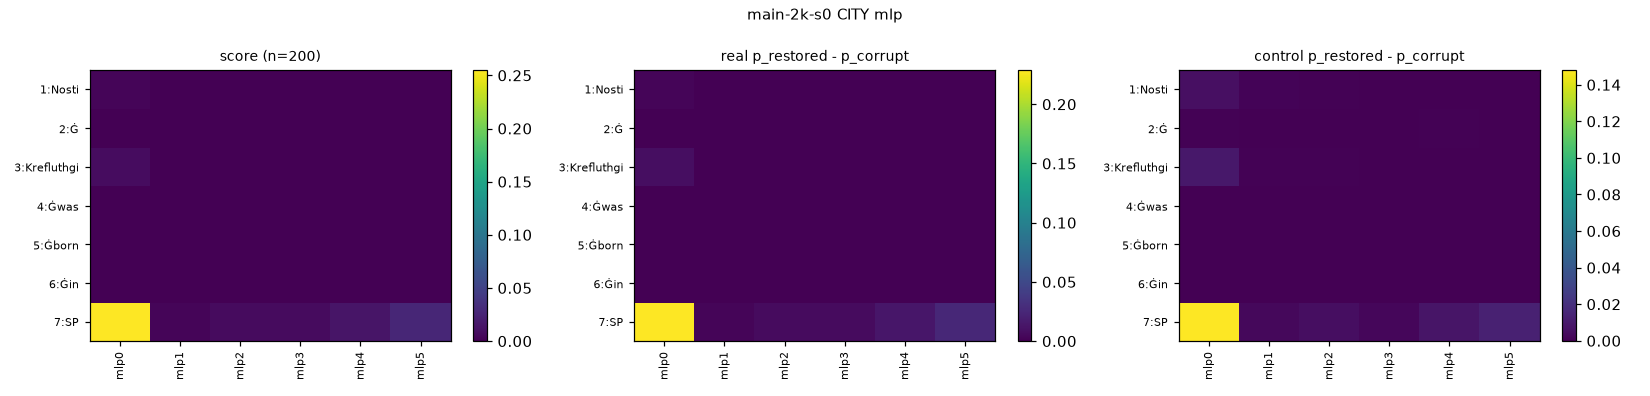 main-2k-s0 CITY mlp
score (n=200)
1:Nosti
2:Ġ
3:Krefluthgi
4:Ġwas
5:Ġborn
6:Ġin
7:SP
mlp0 mlp1 mlp2 mlp3 mlp4 mlp5
0.25
0.20
0.15
0.10
0.05
0.00
real p_restored - p_corrupt
1:Nosti
2:Ġ
3:Krefluthgi
4:Ġwas
5:Ġborn
6:Ġin
7:SP
mlp0 mlp1 mlp2 mlp3 mlp4 mlp5
0.20
0.15
0.10
0.05
0.00
control p_restored - p_corrupt
1:Nosti
2:Ġ
3:Krefluthgi
4:Ġwas
5:Ġborn
6:Ġin
7:SP
mlp0 mlp1 mlp2 mlp3 mlp4 mlp5
0.14
0.12
0.10
0.08
0.06
0.04
0.02
0.00